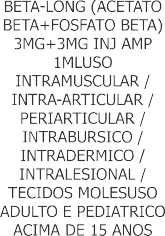 BETA-LONG (ACETATO
BETA+FOSFATO BETA)
3MG+3MG INJ AMP
1MLUSO
INTRAMUSCULAR /
INTRA-ARTICULAR /
PERIARTICULAR /
INTRABURSICO /
INTRADERMICO /
INTRALESIONAL /
TECIDOS MOLESUSO
ADULTO E PEDIATRICO
ACIMA DE 15 ANOS